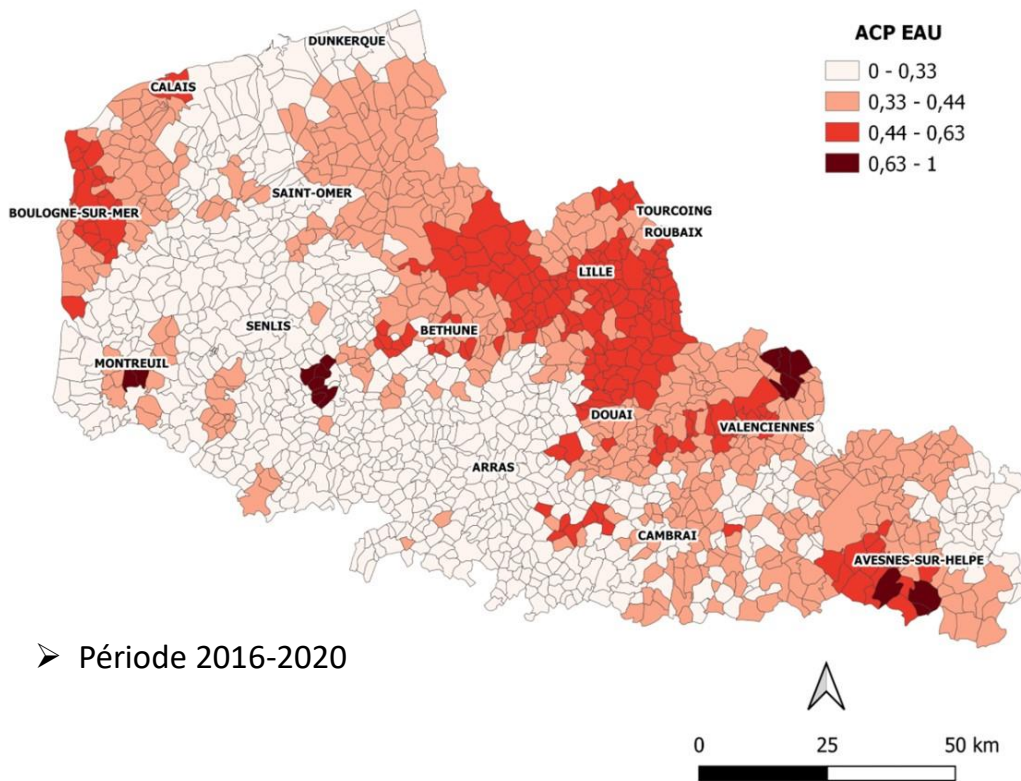 DUNKERQUE
ACP EAU
0 - 0,33
0,33 - 0,44
0,44 - 0,63
0,63 - 1
CALAIS
SAINT-OMER
BOULOGNE-SUR-MER
TOURCOING
ROUBAIX
LILLE
SENLIS
BETHUNE
MONTREUIL
DOUAI
VALENCIENNES
ARRAS
CAMBRAI
AVESNES-SUR-HELPE
➢ Période 2016-2020
0 25 50 km